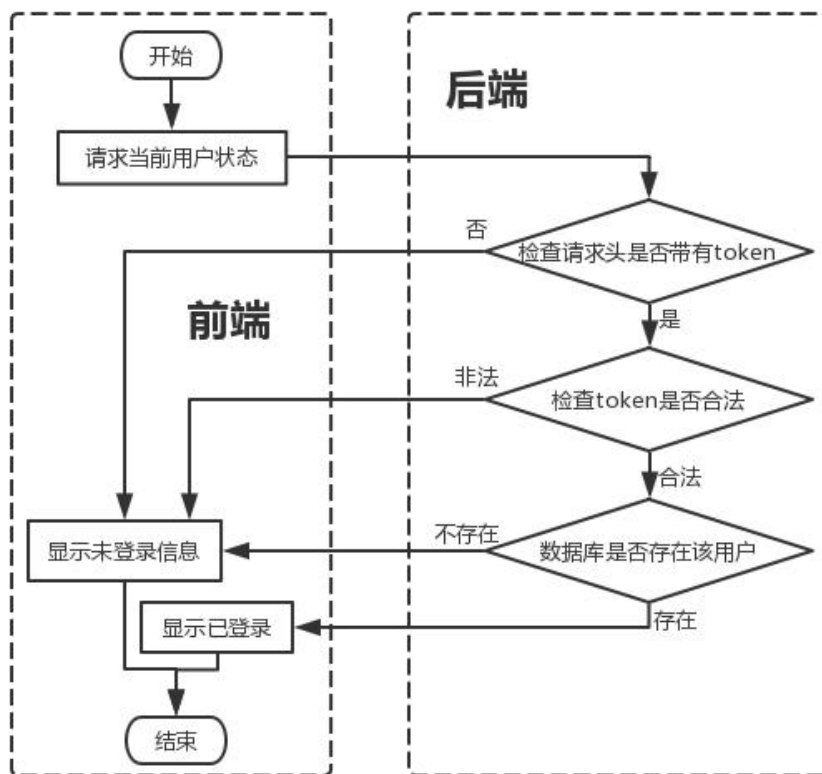 开始
后端
请求当前用户状态
否
检查请求头是否带有token
前端
是
非法
检查token是否合法
合法
不存在
显示未登录信息
数据库是否存在该用户
显示已登录
存在
结束